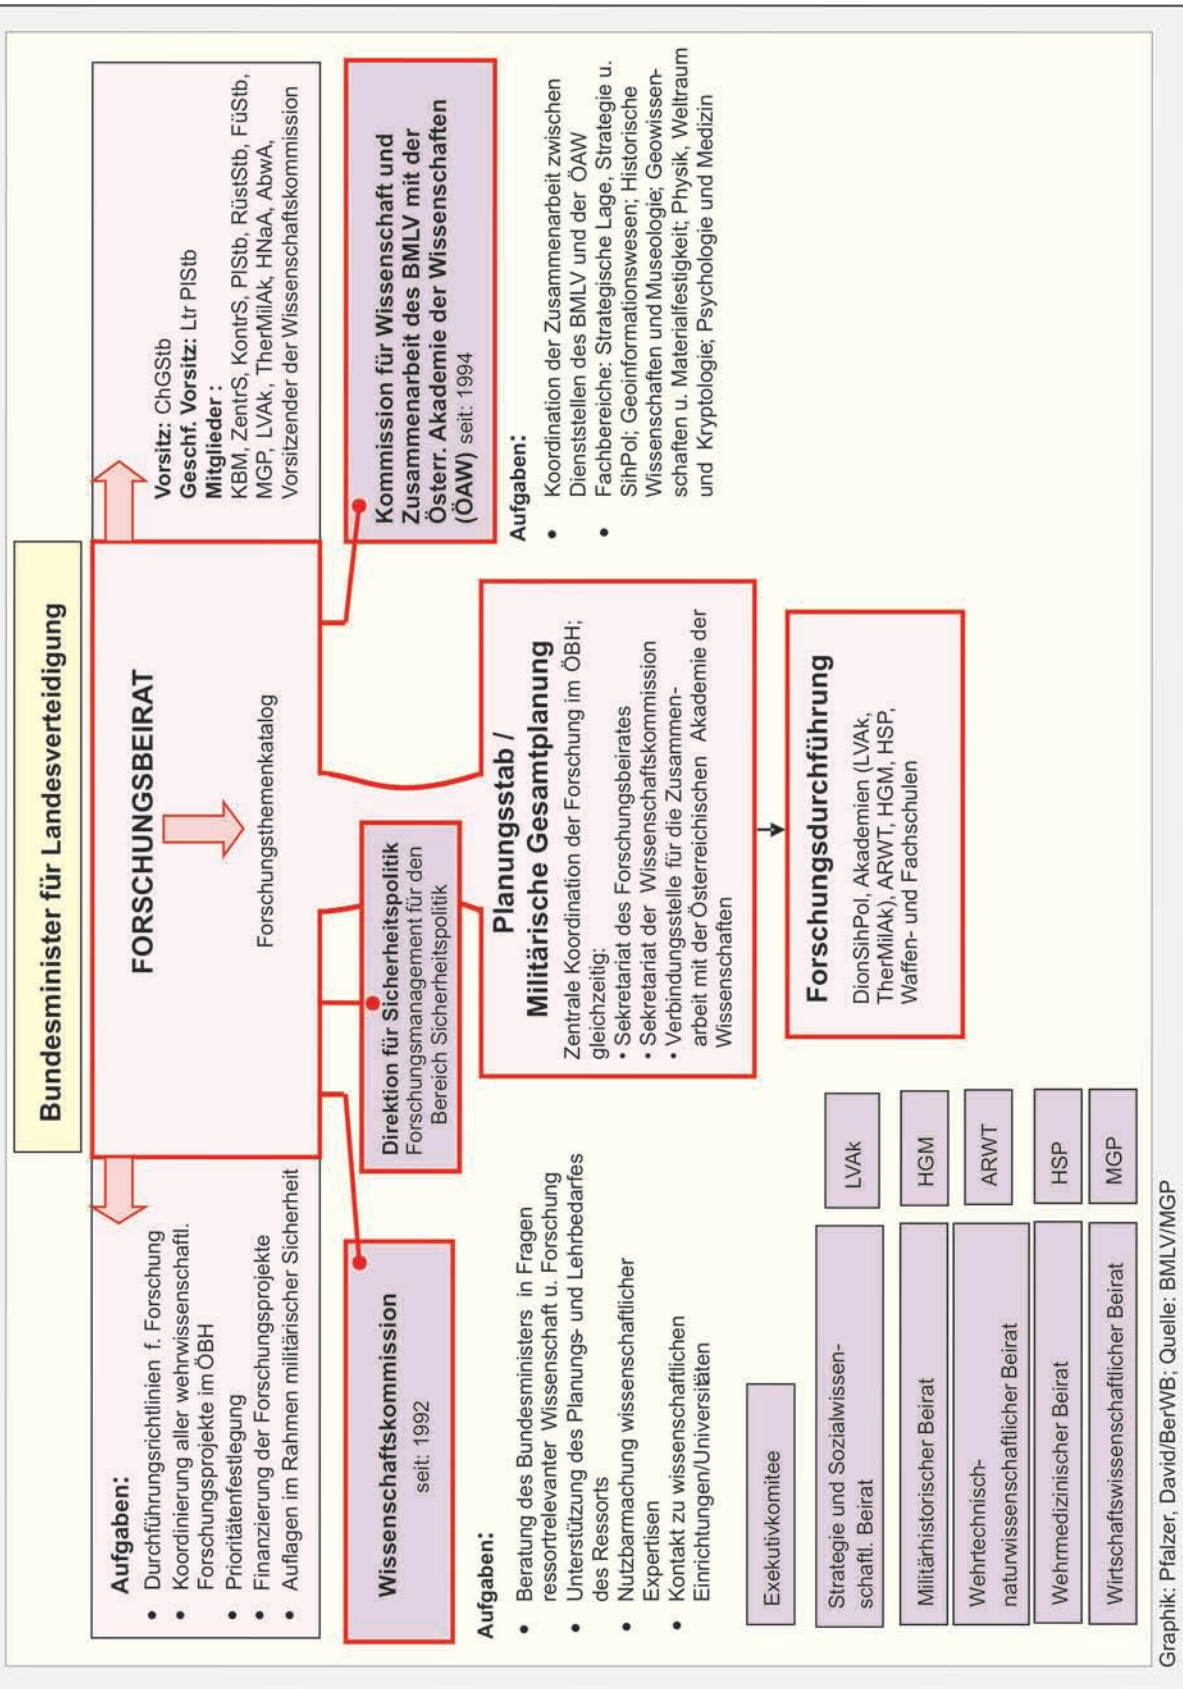 Bundesminister für Landesverteidigung
Aufgaben:
• Durchführungsrichtlinien f. Forschung
• Koordinierung aller wehrwissenschaftl.
Forschungsprojekte im ÖBH
• Prioritätenfestlegung
• Finanzierung der Forschungsprojekte
• Auflagen im Rahmen militärischer Sicherheit
FORSCHUNGSBEIRAT
Forschungsthemenkatalog
Vorsitz: ChGStb
Geschf. Vorsitz: Ltr PlStb
Mitglieder :
KBM, ZentrS, KontrS, PlStb, RüstStb, FüStb,
MGP, LVAk, TherMilAk, HNaA, AbwA,
Vorsitzender der Wissenschaftskommission
Wissenschaftskommission
seit: 1992
Aufgaben:
• Beratung des Bundesministers in Fragen
ressortrelevanter Wissenschaft u. Forschung
• Unterstützung des Planungs- und Lehrbedarfes
des Ressorts
• Nutzbarmachung wissenschaftlicher
Expertisen
• Kontakt zu wissenschaftlichen
Einrichtungen/Universitäten
Direktion für Sicherheitspolitik
Forschungsmanagement für den
Bereich Sicherheitspolitik
Kommission für Wissenschaft und
Zusammenarbeit des BMLV mit der
Österr. Akademie der Wissenschaften
(ÖAW) seit: 1994
Aufgaben:
• Koordination der Zusammenarbeit zwischen
Dienststellen des BMLV und der ÖAW
• Fachbereiche: Strategische Lage, Strategie u.
SihPol; Geoinformationswesen; Historische
Wissenschaften und Museologie; Geowissen-
schaften u. Materialfestigkeit; Physik, Weltraum
und Kryptologie; Psychologie und Medizin
Planungsstab /
Militärische Gesamtplanung
Zentrale Koordination der Forschung im ÖBH;
gleichzeitig:
• Sekretariat des Forschungsbeirates
• Sekretariat der Wissenschaftskommission
• Verbindungsstelle für die Zusammen-
arbeit mit der Österreichischen Akademie der
Wissenschaften
Forschungsdurchführung
DionSihPol, Akademien (LVAk,
TherMilAk), ARWT, HGM, HSP,
Waffen- und Fachschulen
Exekutivkomitee
Strategie und Sozialwissen-
schaftl. Beirat
LVAk
Militärhistorischer Beirat
HGM
Wehrtechnisch-
naturwissenschaftlicher Beirat
ARWT
Wehrmedizinischer Beirat
HSP
Wirtschaftswissenschaftlicher Beirat
MGP
Graphik: Pfalzer, David/BerWB; Quelle: BMLV/MGP